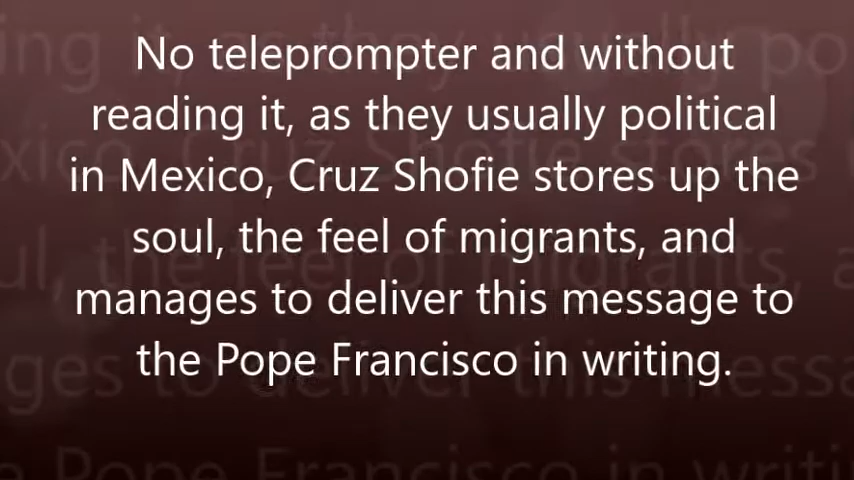 No teleprompter and without
reading it, as they usually political
in Mexico, Cruz Shofie stores up the
soul, the feel of migrants, and
manages to deliver this message to
the Pope Francisco in writing.